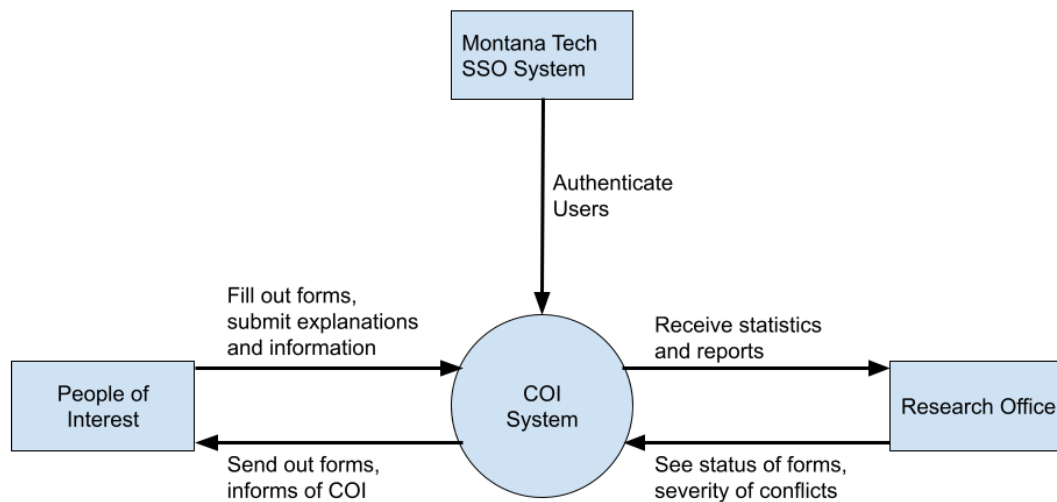 Montana Tech
SSO System
Authenticate
Users
Fill out forms,
submit explanations
and information
Receive statistics
and reports
People of
Interest
COI
System
Research Office
Send out forms,
informs of COI
See status of forms,
severity of conflicts